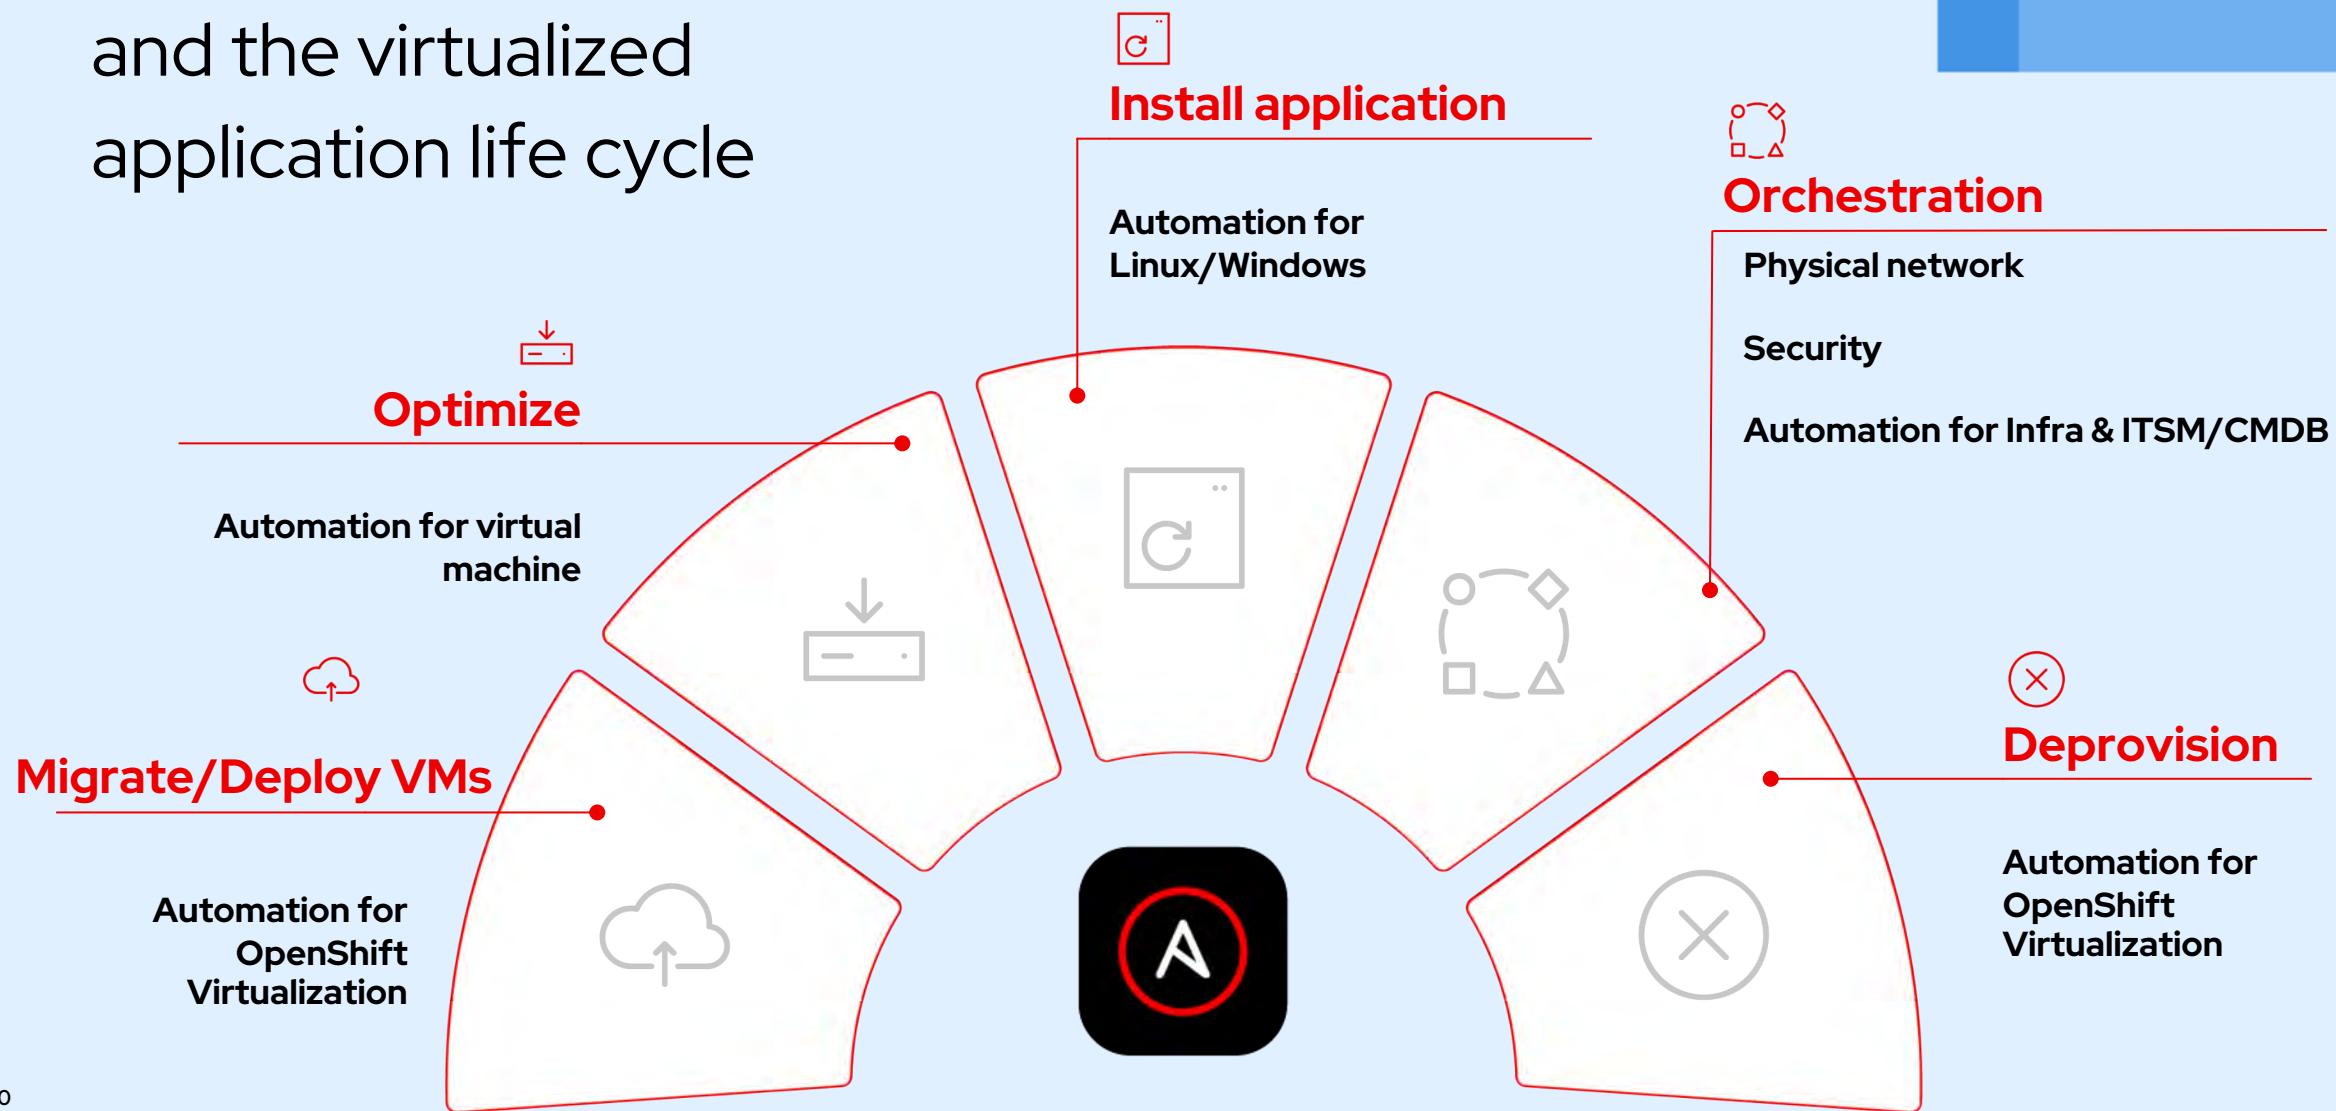 and the virtualized
application life cycle
Install application
Automation for
Linux/Windows
Orchestration
Physical network
Security
Automation for Infra & ITSM/CMDB
Optimize
Automation for virtual
machine
Migrate/Deploy VMs
Automation for
OpenShift
Virtualization
Deprovision
Automation for
OpenShift
Virtualization